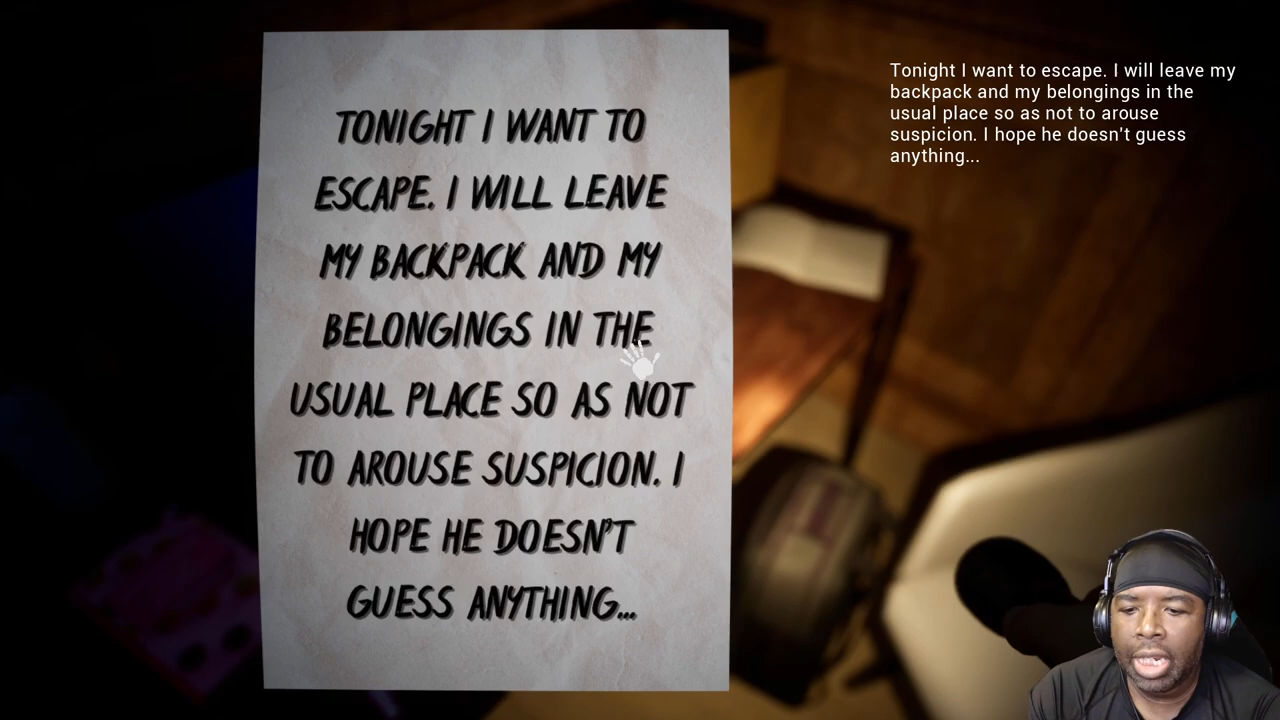 TONIGHT I WANT TO
ESCAPE. I WILL LEAVE
MY BACKPACK AND MY
BELONGINGS IN THE
USUAL PLACE SO AS NOT
TO AROUSE SUSPICION. I
HOPE HE DOESN'T
GUESS ANYTHING...
Tonight I want to escape. I will leave my
backpack and my belongings in the
usual place so as not to arouse
suspicion. I hope he doesn't guess
anything...